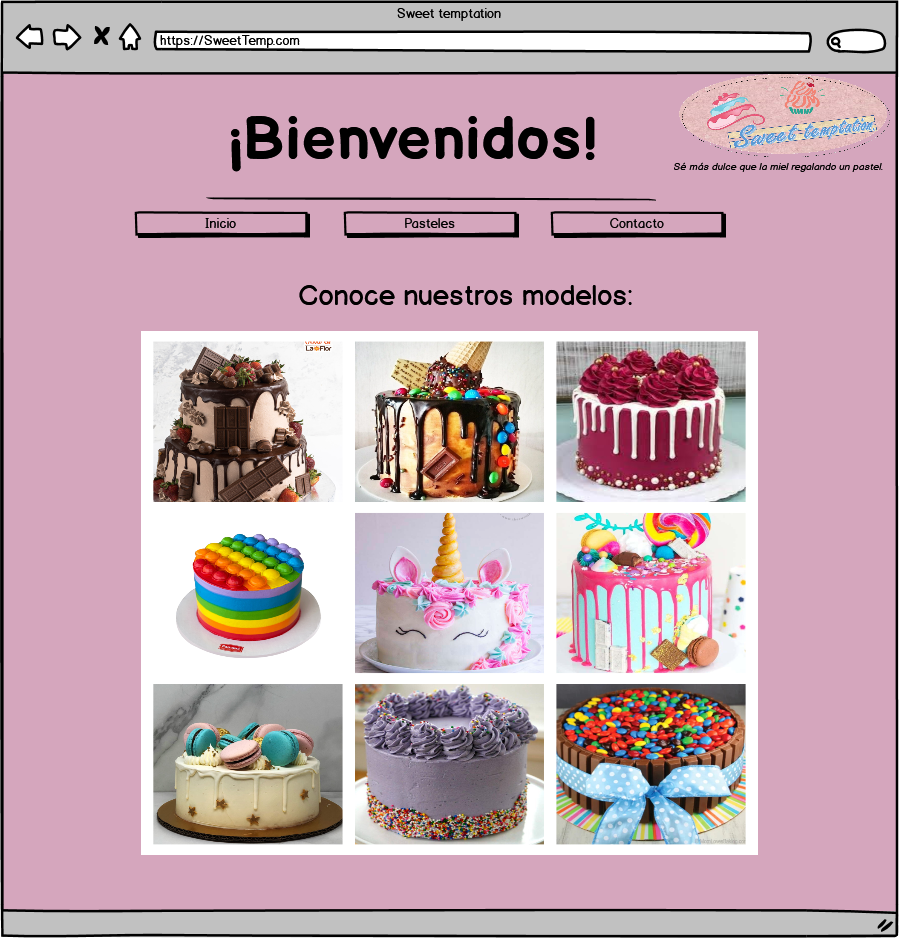 Sweet temptation
https://SweetTemp.com
¡Bienvenidos!
Sweet temptation
Sé más dulce que la miel regalando un pastel.
Inicio
Pasteles
Contacto
Conoce nuestros modelos:
La Flor